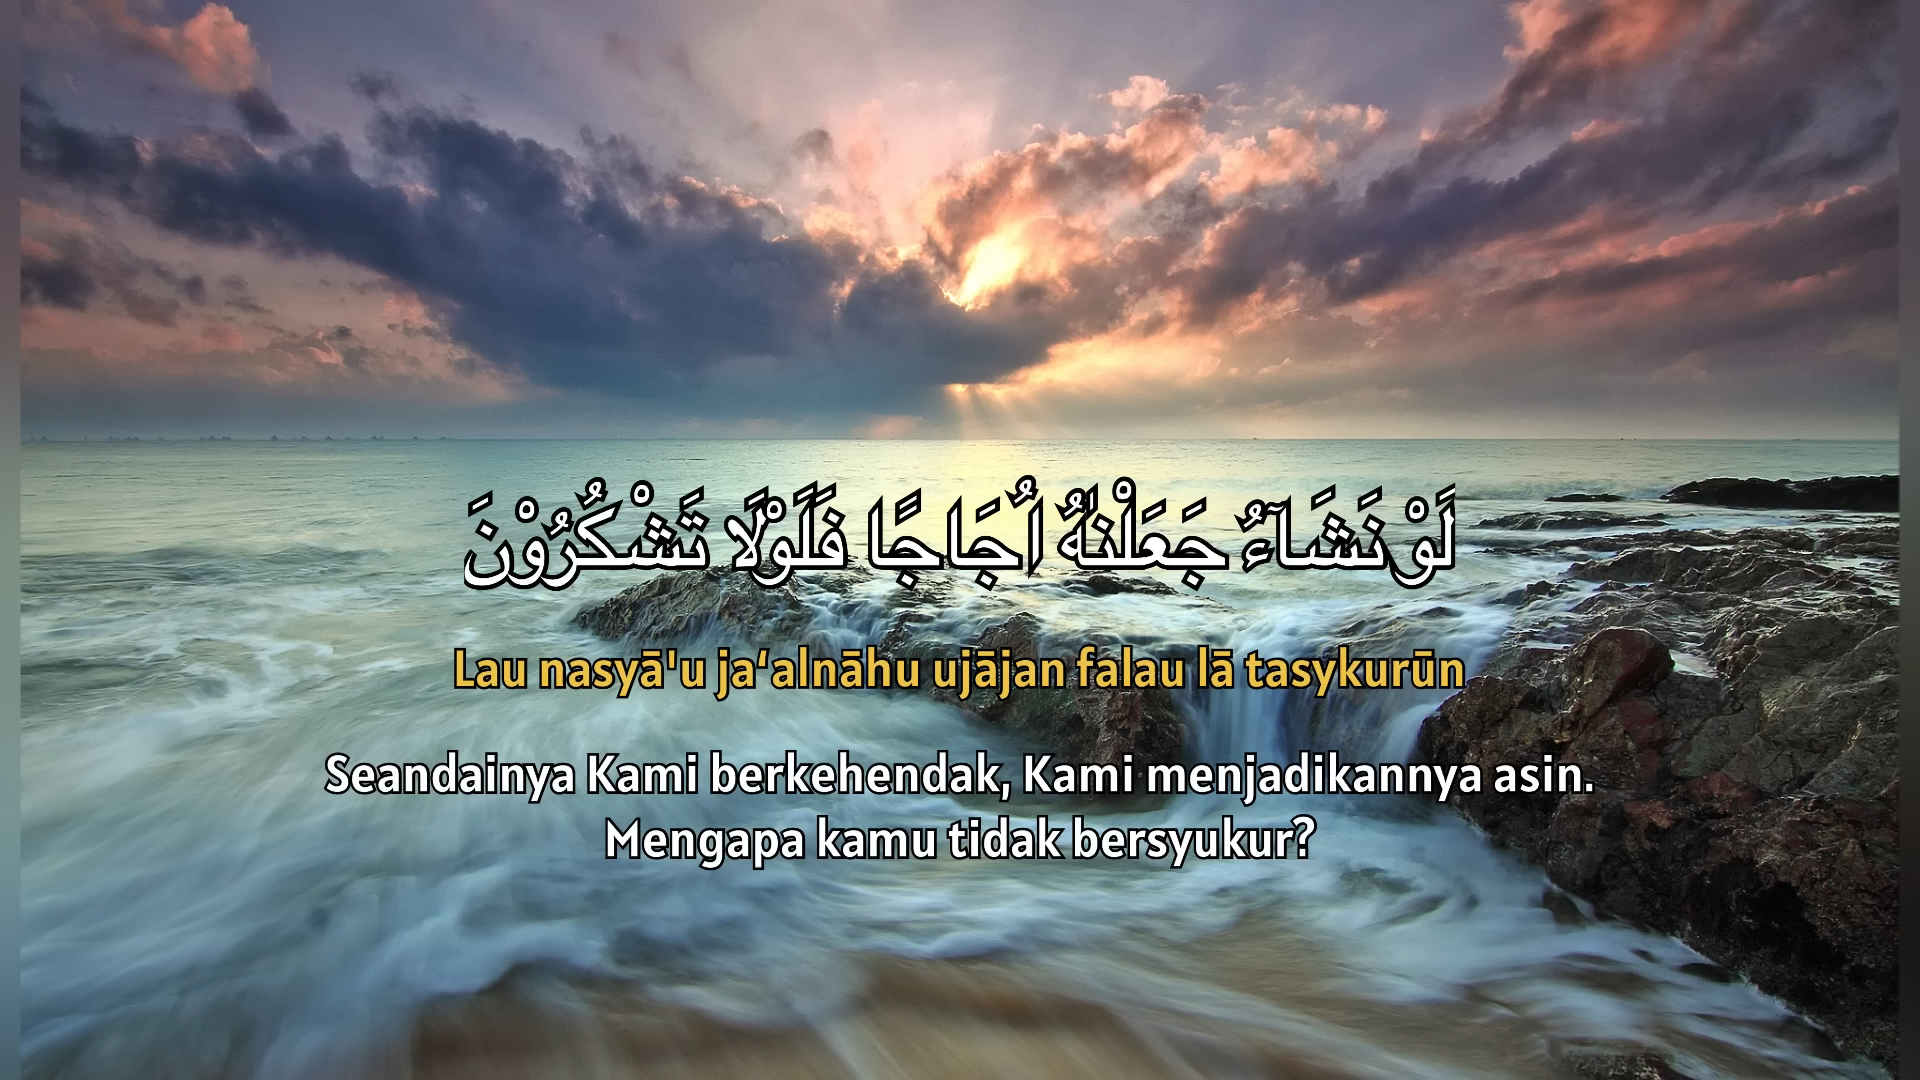 لَوْ نَشَاۤءُ جَعَلْنٰهُ اُجَاجًا فَلَوْلَا تَشْكُرُوْنَ
Lau nasyā'u ja‘alnāhu ujājan falau lā tasykurūn
Seandainya Kami berkehendak, Kami menjadikannya asin.
Mengapa kamu tidak bersyukur?